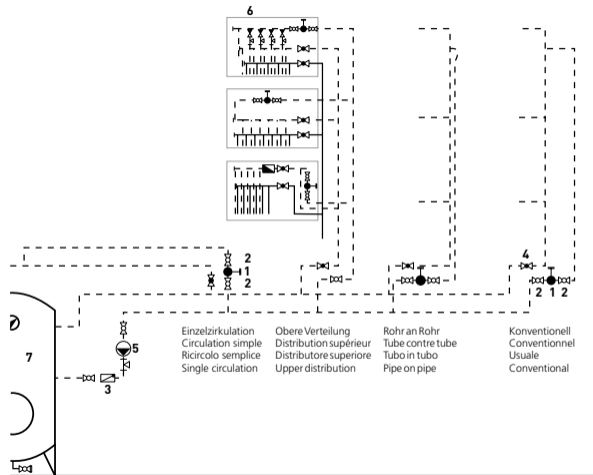 6
2
1
2
4
2 1 2
5
7
3
Einzelzirkulation
Circulation simple
Ricircolo semplice
Single circulation
Obere Verteilung
Distribution supérieur
Distributore superiore
Upper distribution
Rohr an Rohr
Tube contre tube
Tubo in tubo
Pipe on pipe
Konventionell
Conventionnel
Usuale
Conventional